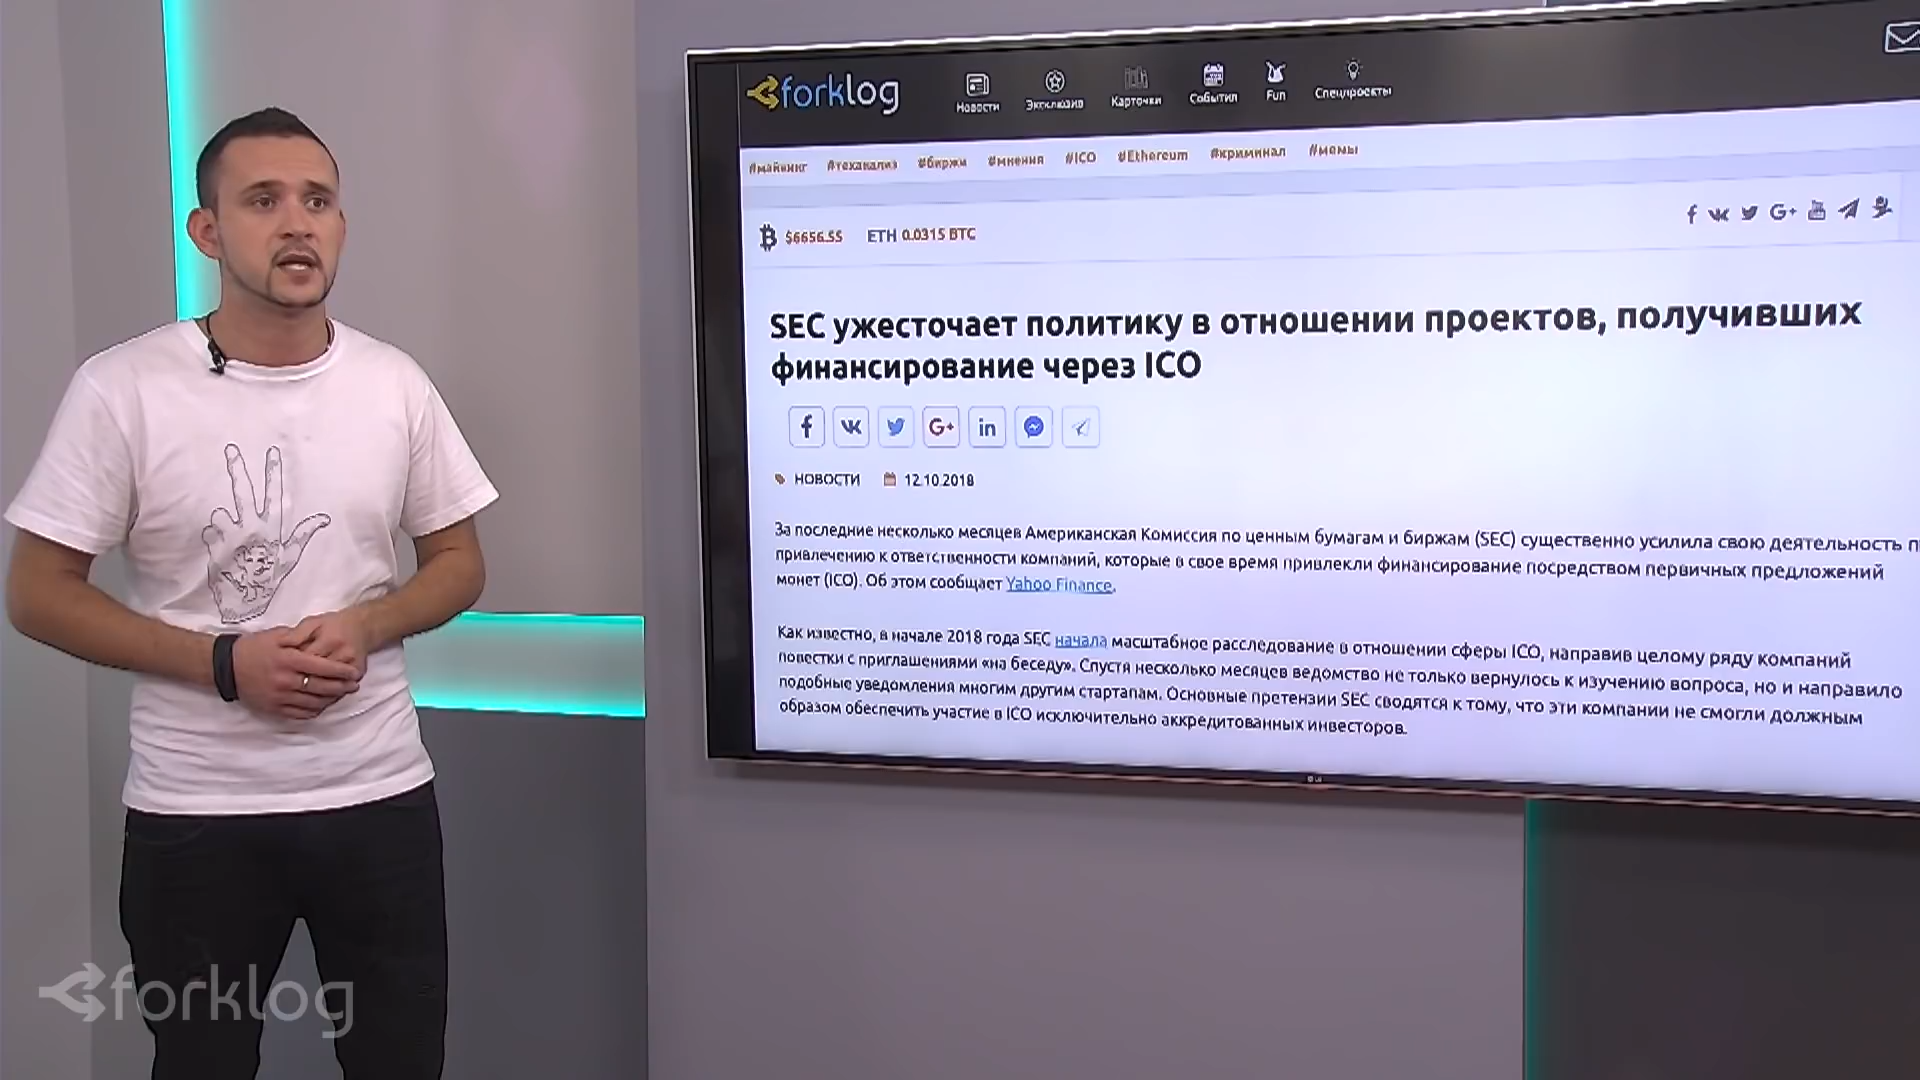 forklog
Новости
Эксклюзив
Карточки
События
Fun
Спецпроекты
#майнинг #теханализ #биржи #мнения #ICO #Ethereum #криминал #мемы
$6656.55 ETH 0.0315 BTC
SEC ужесточает политику в отношении проектов, получивших
финансирование через ICO
НОВОСТИ 12.10.2018
За последние несколько месяцев Американская Комиссия по ценным бумагам и биржам (SEC) существенно усилила свою деятельность п
привлечению к ответственности компаний, которые в свое время привлекли финансирование посредством первичных предложений
монет (ICO). Об этом сообщает Yahoo Finance.
Как известно, в начале 2018 года SEC начала масштабное расследование в отношении сферы ICO, направив целому ряду компаний
повестки с приглашениями «на беседу». Спустя несколько месяцев ведомство не только вернулось к изучению вопроса, но и направило
подобные уведомления многим другим стартапам. Основные претензии SEC сводятся к тому, что эти компании не смогли должным
образом обеспечить участие в ICO исключительно аккредитованных инвесторов.
LG
forklog